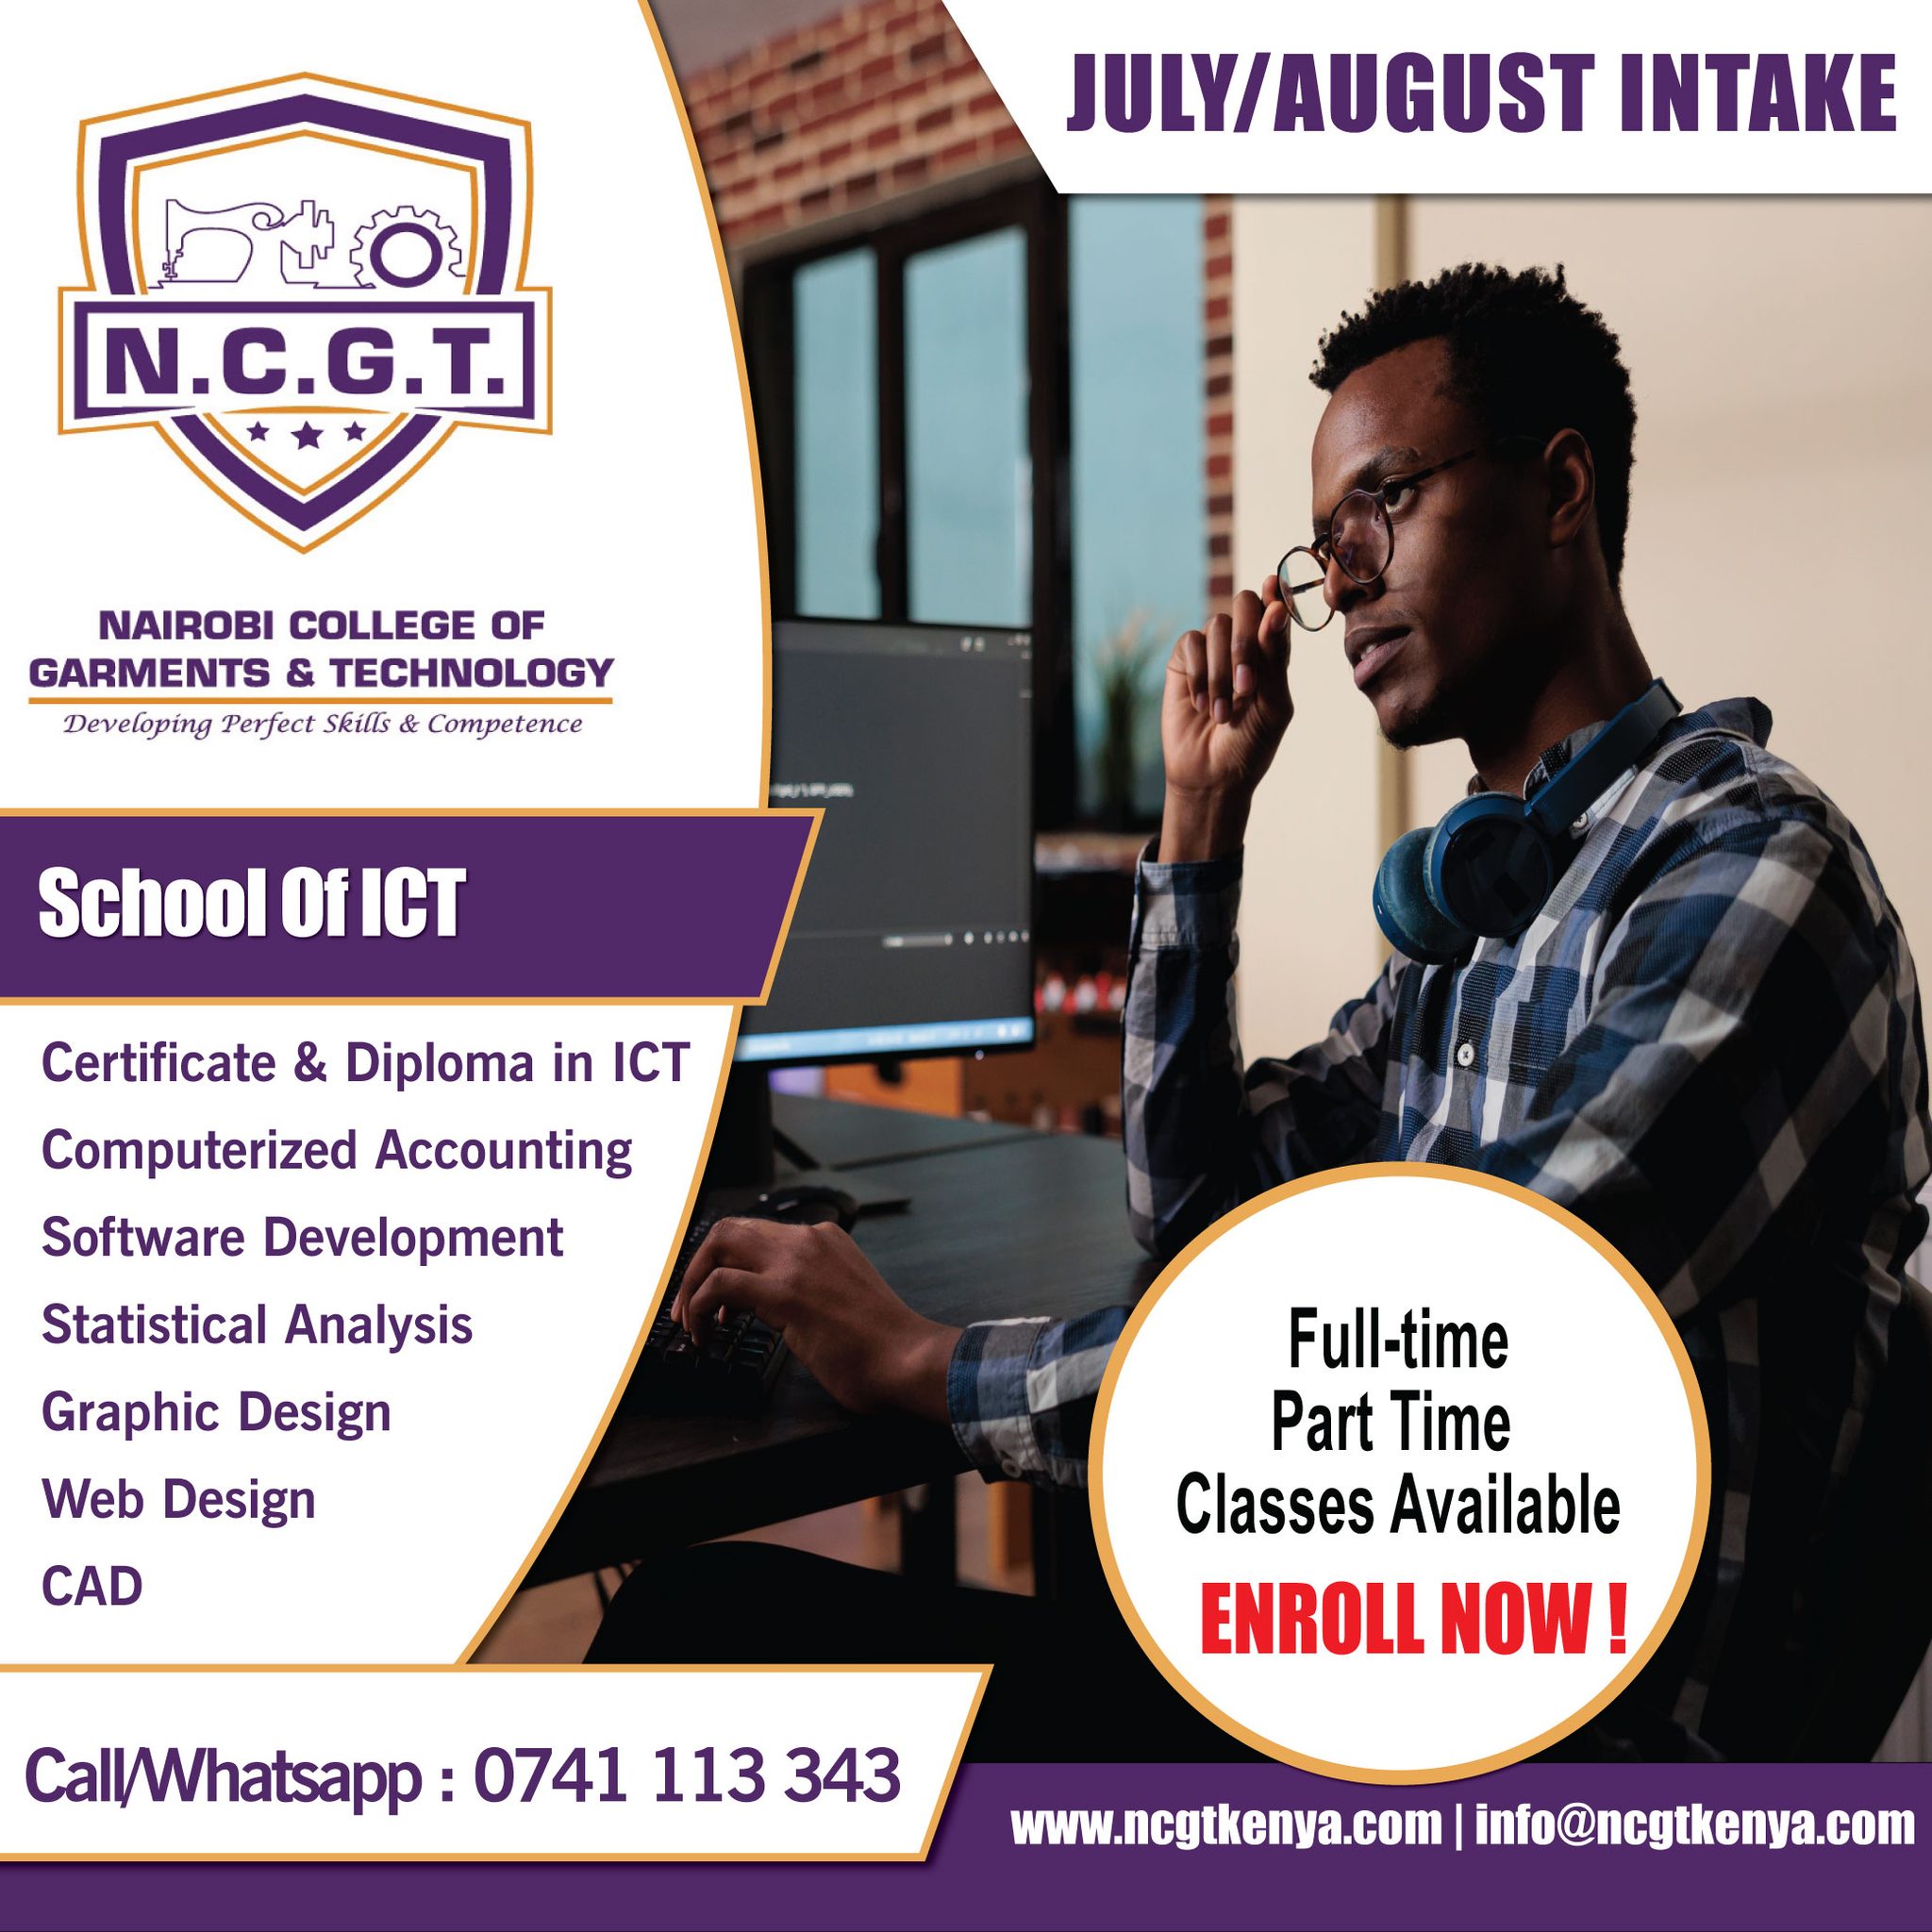 JULY/AUGUST INTAKE
N.C.G.T.
NAIROBI COLLEGE OF
GARMENTS & TECHNOLOGY
Developing Perfect Skills & Competence
School Of ICT
Certificate & Diploma in ICT
Computerized Accounting
Software Development
Statistical Analysis
Graphic Design
Web Design
CAD
Full-time
Part Time
Classes Available
ENROLL NOW !
Call/Whatsapp : 0741 113 343
www.ncgtkenya.com | info@ncgtkenya.com